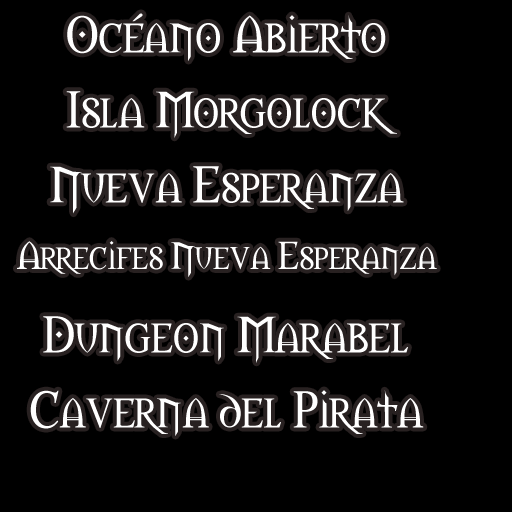 Océano Abierto
Isla Morgolock
Nueva Esperanza
Arrecifes Nueva Esperanza
Dungeon Marabel
Caverna del Pirata